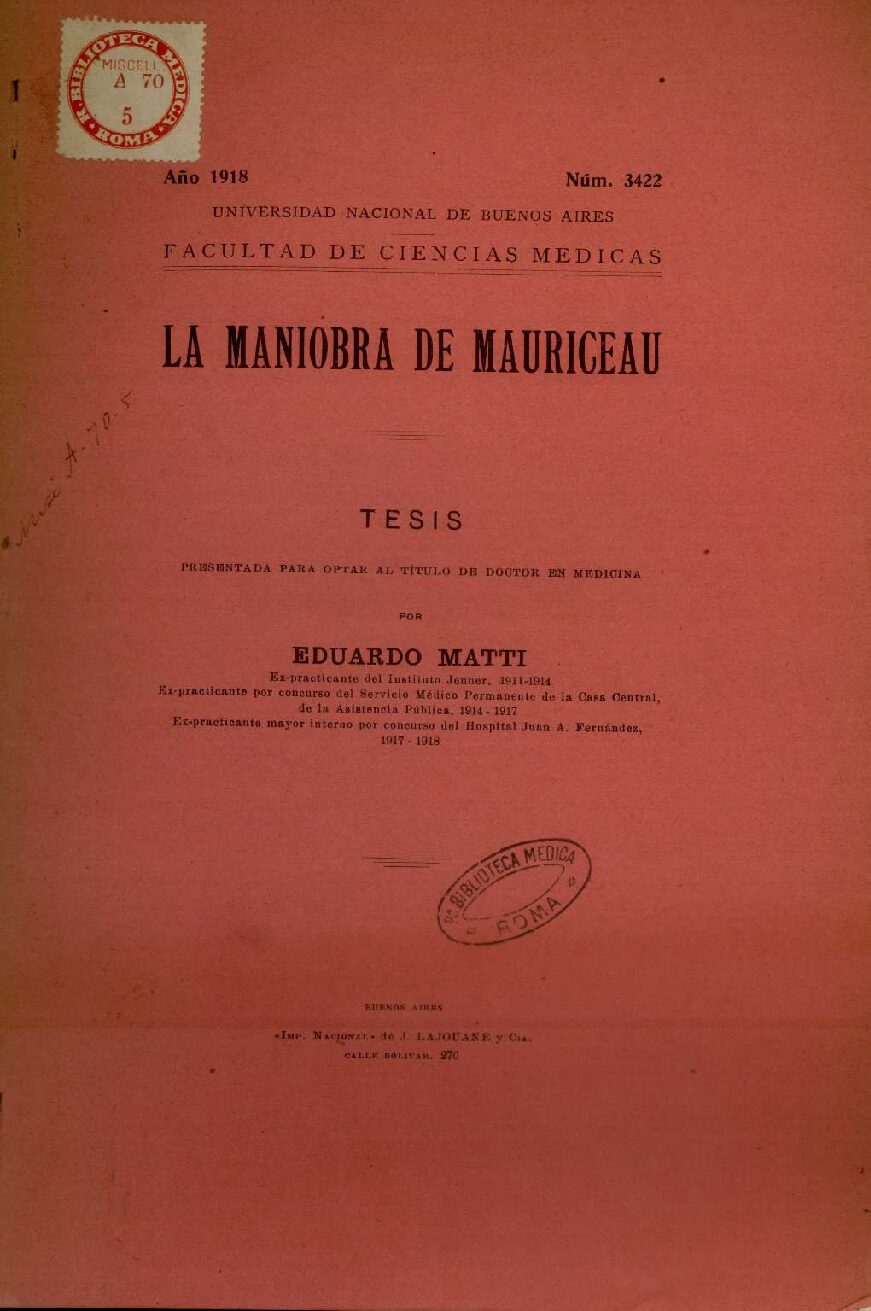 R. BIBLIOTECA MEDICA
MISCELL.
A 70
5
ROMA
Año 1918 Núm. 3422
UNIVERSIDAD NACIONAL DE BUENOS AIRES
FACULTAD DE CIENCIAS MEDICAS
LA MANIOBRA DE MAURICEAU
A-70-5
TESIS
PRESENTADA PARA OPTAR AL TÍTULO DE DOCTOR EN MEDICINA
POR
EDUARDO MATTI
Ex-practicante del Instituto Jenner, 1911-1914
Ex-practicante por concurso del Servicio Médico Permanente de la Casa Central,
de la Asistencia Pública, 1914 - 1917
Ex-practicante mayor interno por concurso del Hospital Juan A. Fernández,
1917 - 1918
BIBLIOTECA MEDICA
ROMA
BUENOS AIRES
«Imp. Nacional» de J. LAJOUANE y Cia.
CALLE BOLIVAR, 270